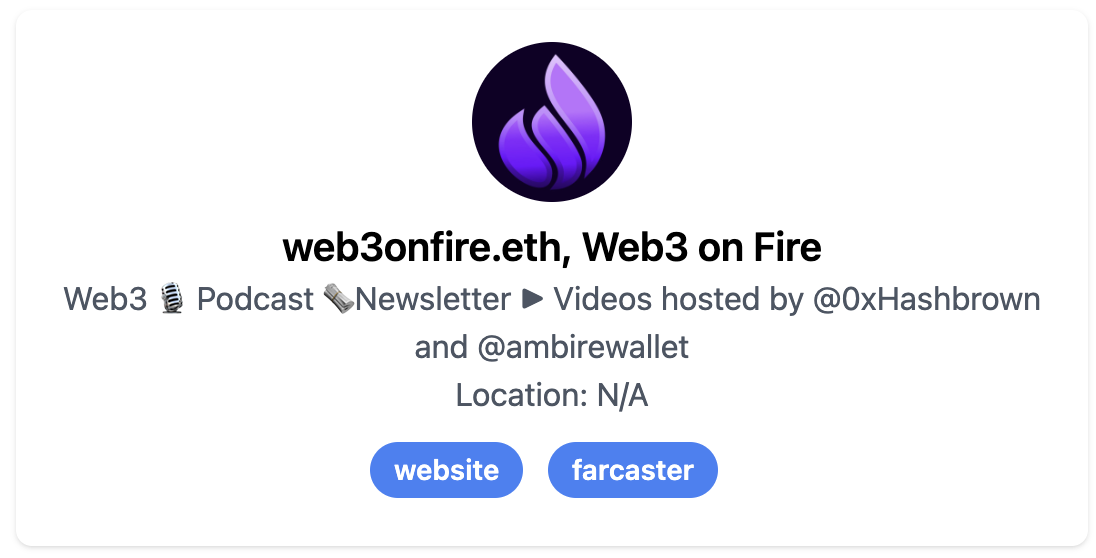 web3onfire.eth, Web3 on Fire
Web3 🎙️ Podcast 🗞️Newsletter ▶ Videos hosted by @0xHashbrown
and @ambirewallet
Location: N/A
website farcaster